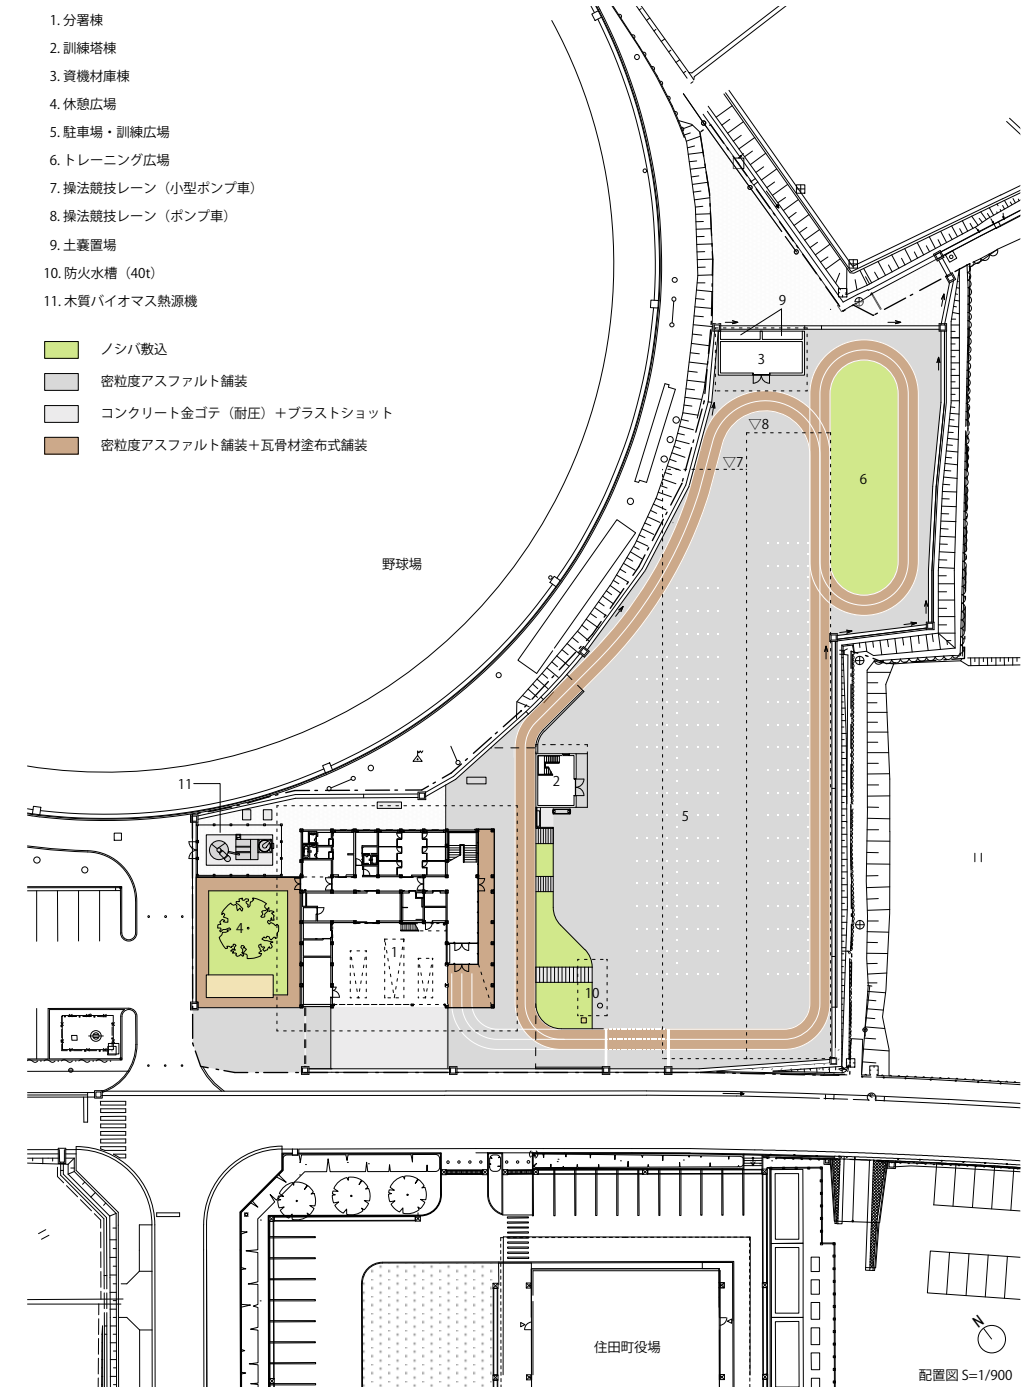 1. 分署棟
2. 訓練塔棟
3. 資機材庫棟
4. 休憩広場
5. 駐車場・訓練広場
6. トレーニング広場
7. 操法競技レーン（小型ポンプ車）
8. 操法競技レーン（ポンプ車）
9. 土嚢置場
10. 防火水槽（40t）
11. 木質バイオマス熱源機
ノシバ敷込
密粒度アスファルト舗装
コンクリート金ゴテ（耐圧）＋ブラストショット
密粒度アスファルト舗装＋瓦骨材塗布式舗装
9
3
▽8
▽7
6
野球場
11
2
5
4
1
10
N
住田町役場
配置図 S=1/900